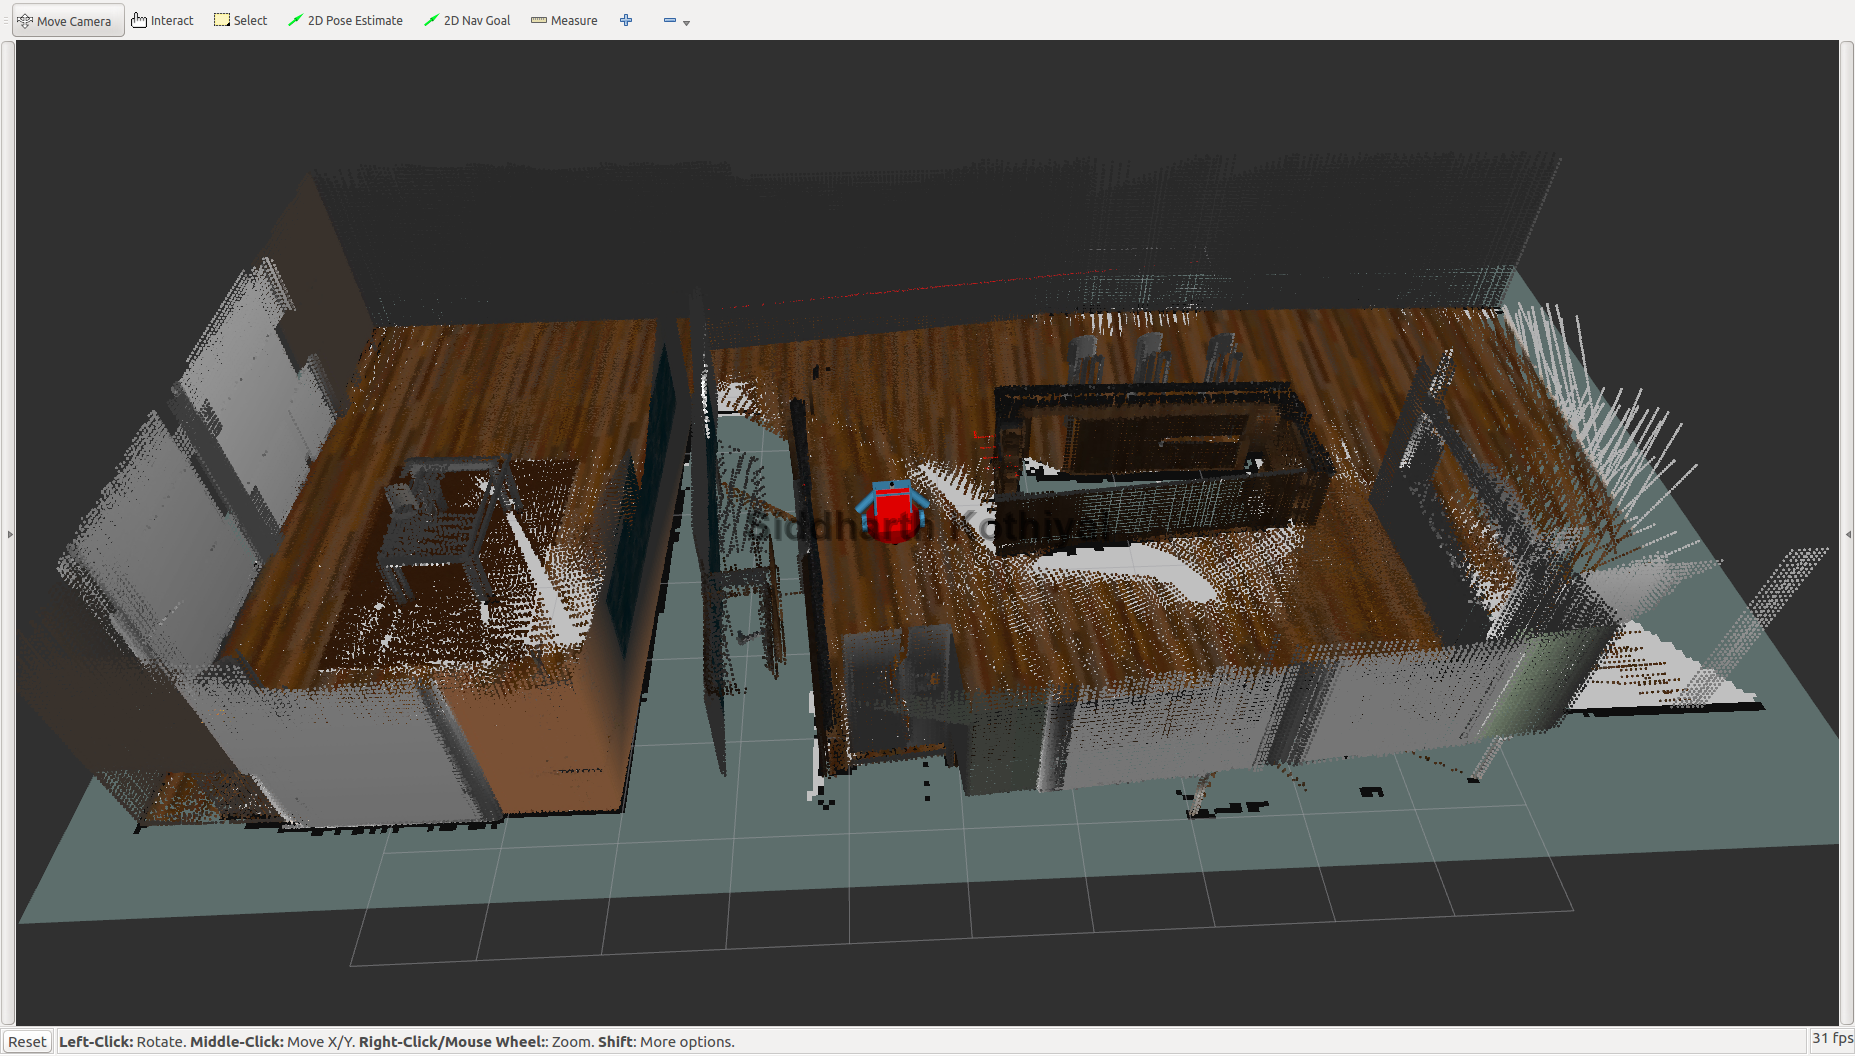 Move Camera Interact Select 2D Pose Estimate 2D Nav Goal Measure
Siddharth Kothiyal
Reset Left-Click: Rotate. Middle-Click: Move X/Y. Right-Click/Mouse Wheel:: Zoom. Shift: More options. 31 fps